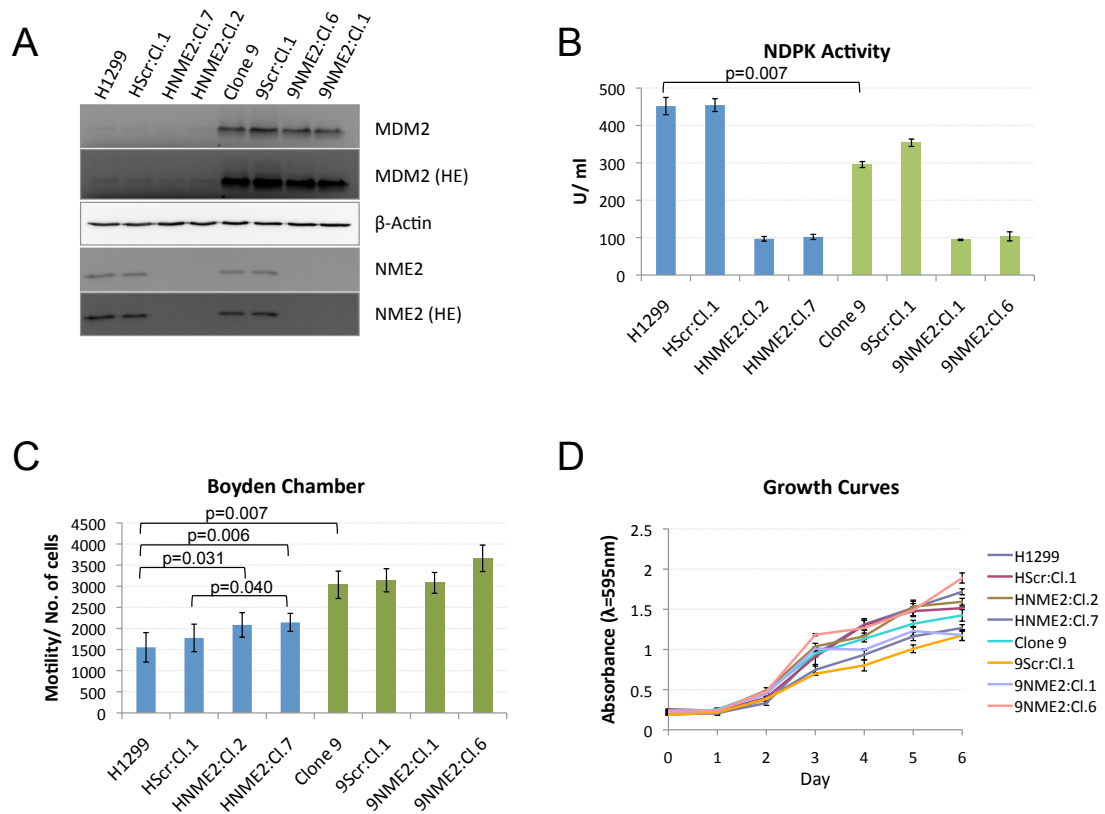 A
H1299
HScr:Cl.1
HNME2:Cl.7
HNME2:Cl.2
Clone 9
9Scr:Cl.1
9NME2:Cl.6
9NME2:Cl.1
MDM2
MDM2 (HE)
β-Actin
NME2
NME2 (HE)
B
NDPK Activity
p=0.007
U/ ml
500
400
300
200
100
0
H1299
HScr:Cl.1
HNME2:Cl.2
HNME2:Cl.7
Clone 9
9Scr:Cl.1
9NME2:Cl.1
9NME2:Cl.6
C
Boyden Chamber
p=0.007
p=0.006
p=0.031
p=0.040
Motility/ No. of cells
4500
4000
3500
3000
2500
2000
1500
1000
500
0
H1299
HScr:Cl.1
HNME2:Cl.2
HNME2:Cl.7
Clone 9
9Scr:Cl.1
9NME2:Cl.1
9NME2:Cl.6
D
Growth Curves
Absorbance (λ=595nm)
2.5
2
1.5
1
0.5
0
0 1 2 3 4 5 6
Day
H1299
HScr:Cl.1
HNME2:Cl.2
HNME2:Cl.7
Clone 9
9Scr:Cl.1
9NME2:Cl.1
9NME2:Cl.6